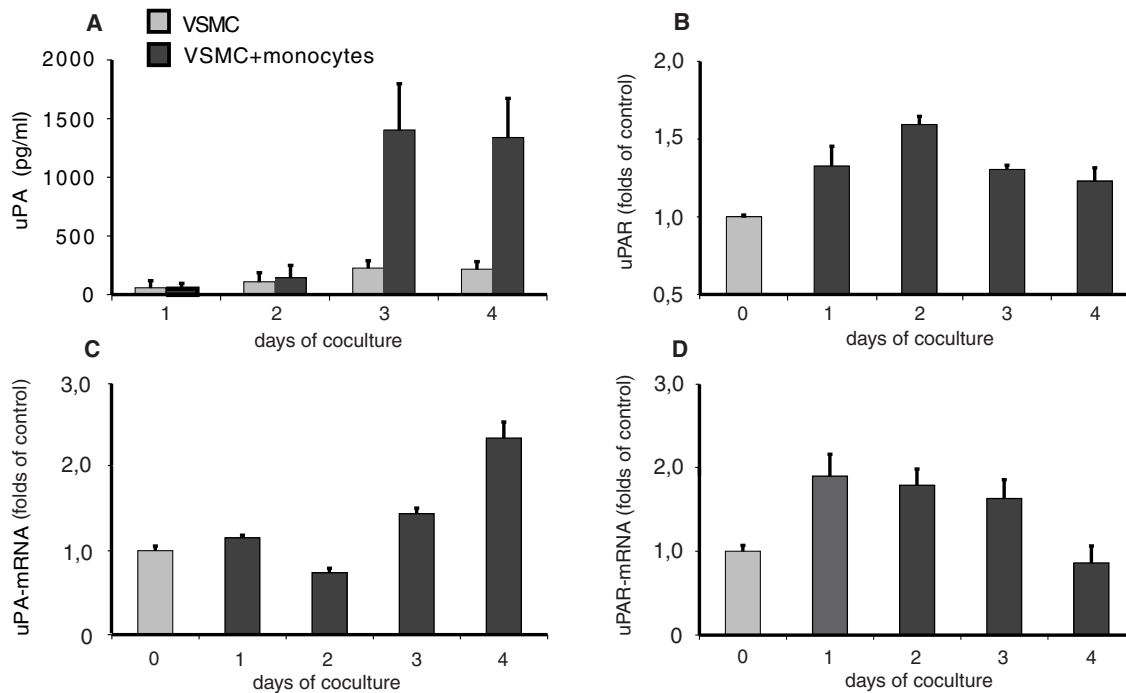 A
VSMC
VSMC+monocytes
uPA (pg/ml)
2000
1500
1000
500
0
1 2 3 4
days of coculture
B
uPAR (folds of control)
2,0
1,5
1,0
0,5
0 1 2 3 4
days of coculture
C
uPA-mRNA (folds of control)
3,0
2,0
1,0
0
0 1 2 3 4
days of coculture
D
uPAR-mRNA (folds of control)
3,0
2,0
1,0
0
0 1 2 3 4
days of coculture